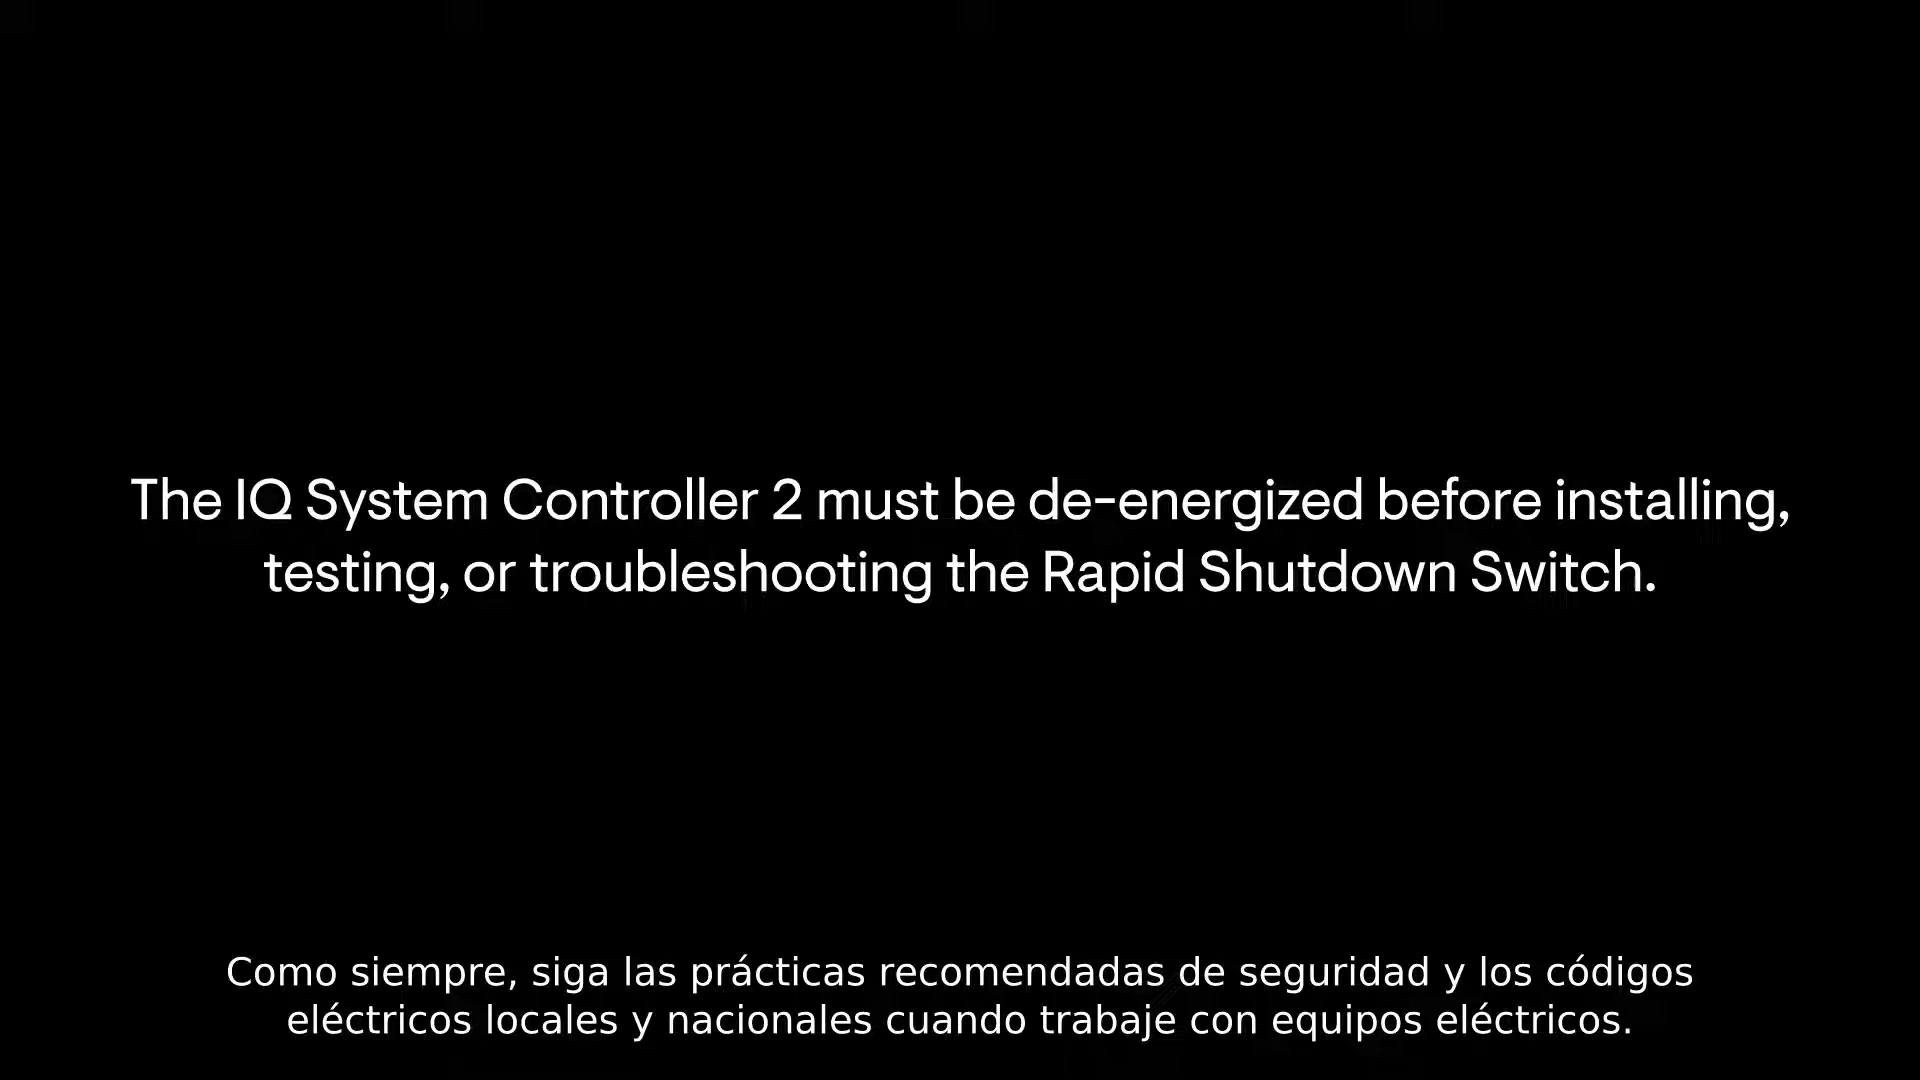 The IQ System Controller 2 must be de-energized before installing,
testing, or troubleshooting the Rapid Shutdown Switch.
Como siempre, siga las prácticas recomendadas de seguridad y los códigos
eléctricos locales y nacionales cuando trabaje con equipos eléctricos.